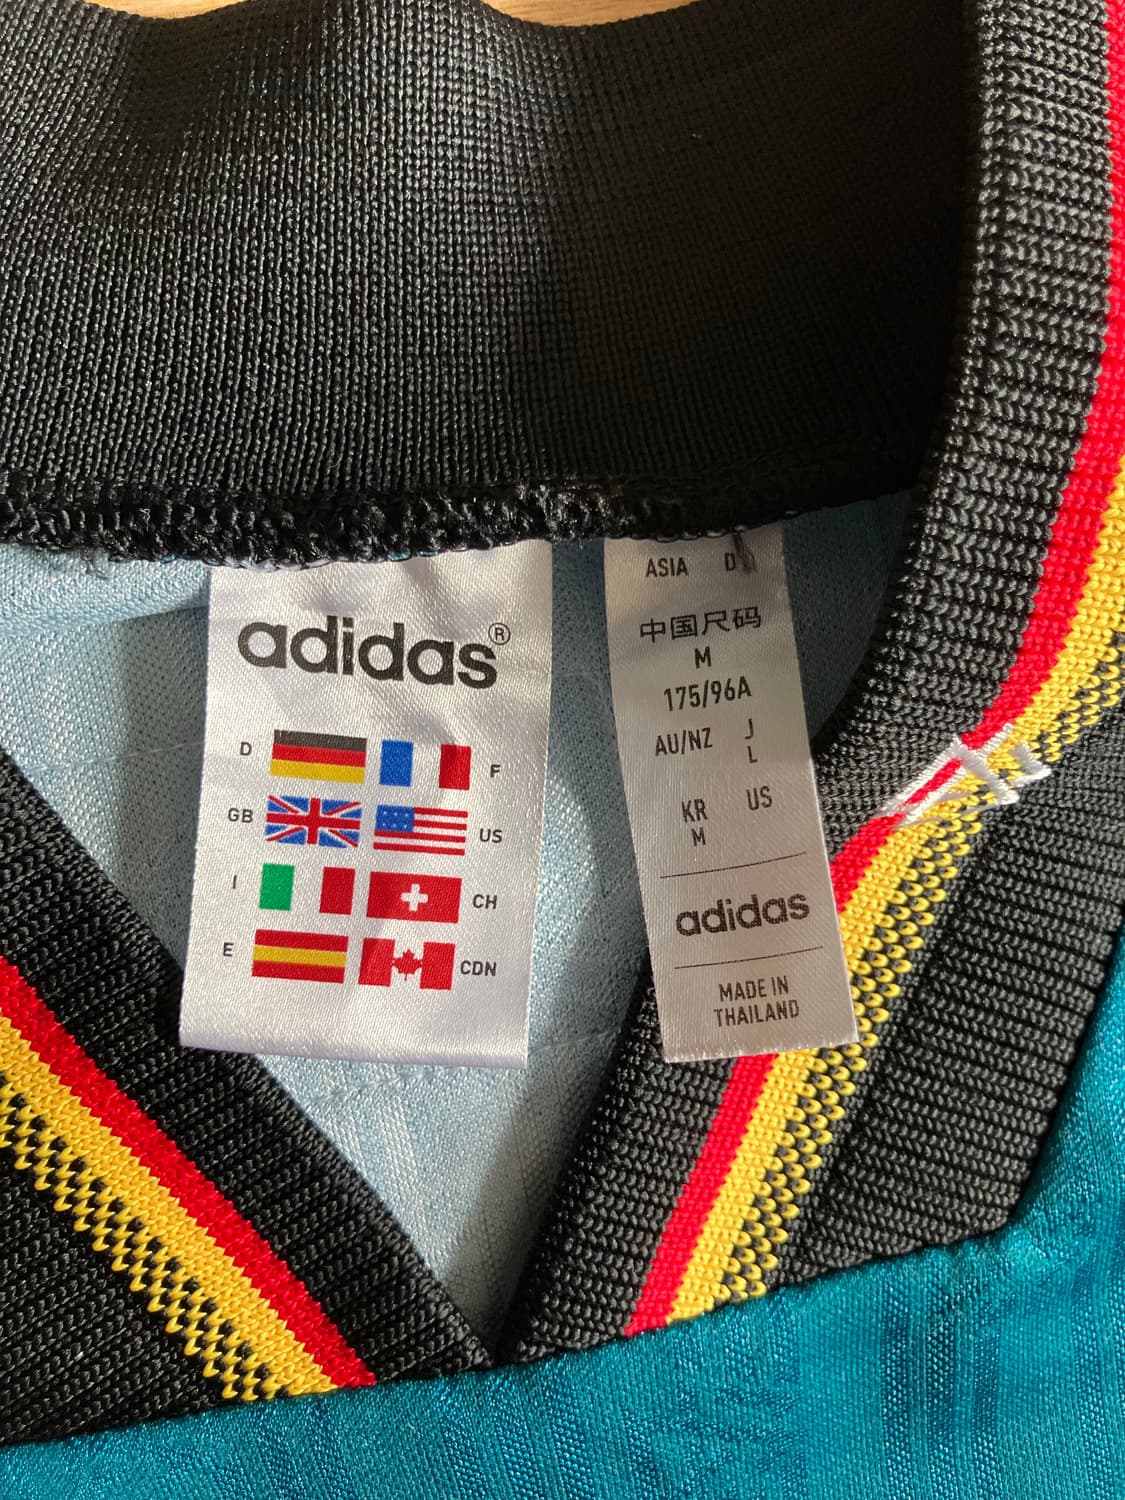 adidas®
D
F
GB
US
I
CH
E
CDN
ASIA D
中国尺码
M
175/96A
AU/NZ J
L
KR US
M
adidas
MADE IN
THAILAND